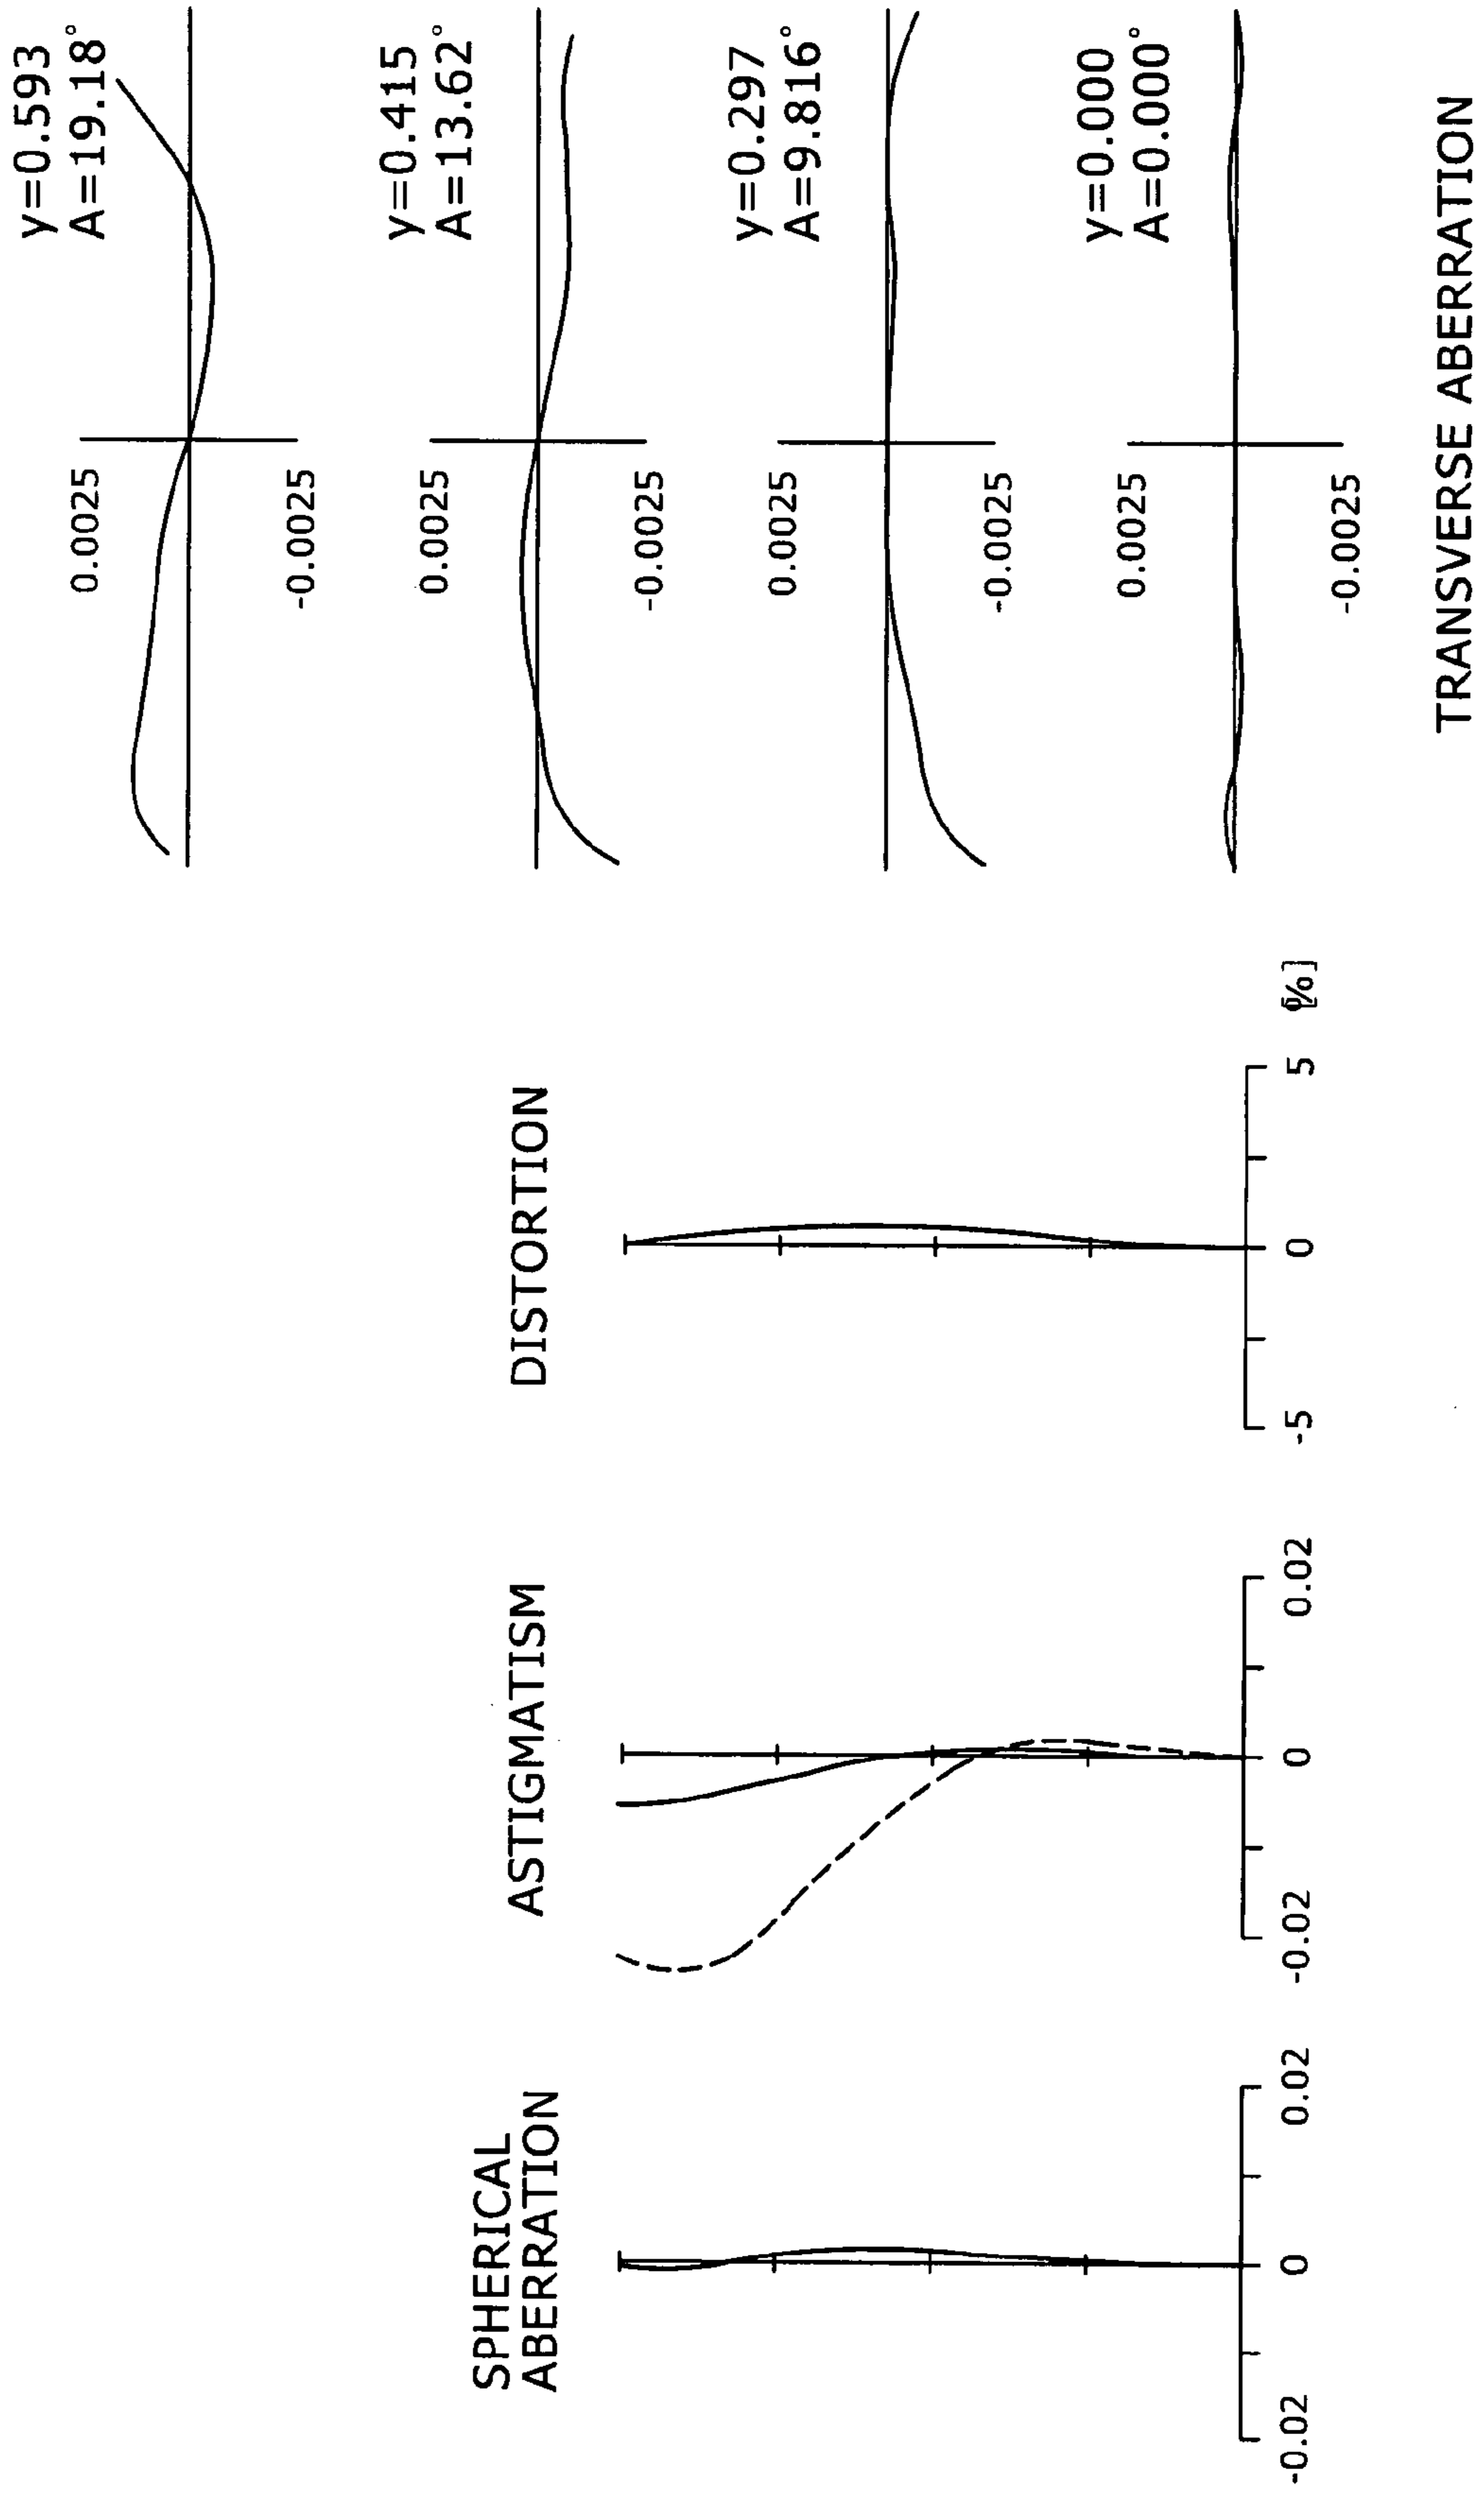 SPHERICAL
ABERRATION
-0.02
0
0.02
ASTIGMATISM
-0.02
0
0.02
DISTORTION
-5
0
5
[%]
y=0.593
A=19.18°
0.0025
-0.0025
y=0.415
A=13.62°
0.0025
-0.0025
y=0.297
A=9.816°
0.0025
-0.0025
y=0.000
A=0.000°
0.0025
-0.0025
TRANSVERSE ABERRATION